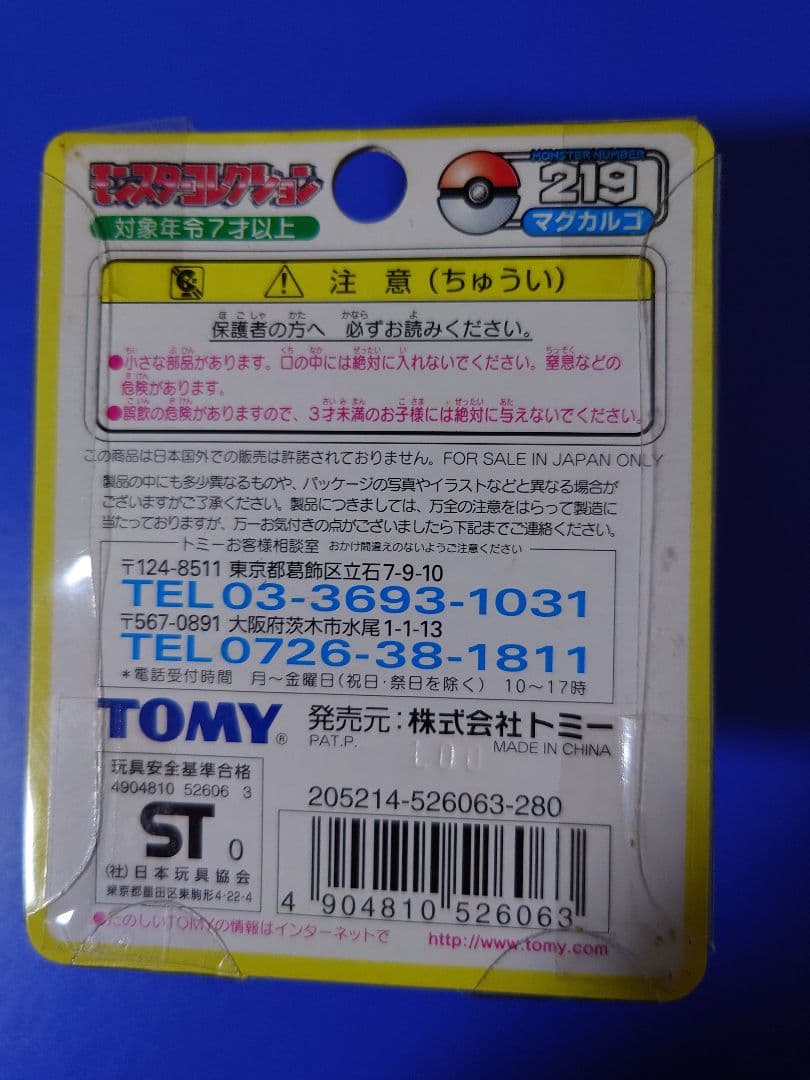 モンスターコレクション
対象年令7才以上
MONSTER NUMBER
219
マグカルゴ
注 意(ちゅうい)
保護者の方へ 必ずお読みください。
●小さな部品があります。口の中には絶対に入れないでください。窒息などの
危険があります。
●誤飲の危険がありますので、3才未満のお子様には絶対に与えないでください。
この商品は日本国外での販売は許諾されておりません。FOR SALE IN JAPAN ONLY
製品の中にも多少異なるものや、パッケージの写真やイラストなどと異なる場合が
ございますがご了承ください。製品につきましては、万全の注意をはらって製造に
当たっておりますが、万一お気付きの点がございましたら下記までご連絡ください。
トミーお客様相談室 おかけ間違えのないようご注意ください
〒124-8511 東京都葛飾区立石7-9-10
TEL 03-3693-1031
〒567-0891 大阪府茨木市水尾1-1-13
TEL 0726-38-1811
*電話受付時間 月~金曜日(祝日・祭日を除く) 10~17時
TOMY®
発売元:株式会社トミー
PAT.P.
MADE IN CHINA
玩具安全基準合格
4904810 52606 3
ST 0
(社)日本玩具協会
東京都墨田区東駒形4-22-4
205214-526063-280
4 904810 526063
●たのしいTOMYの情報はインターネットで http://www.tomy.com